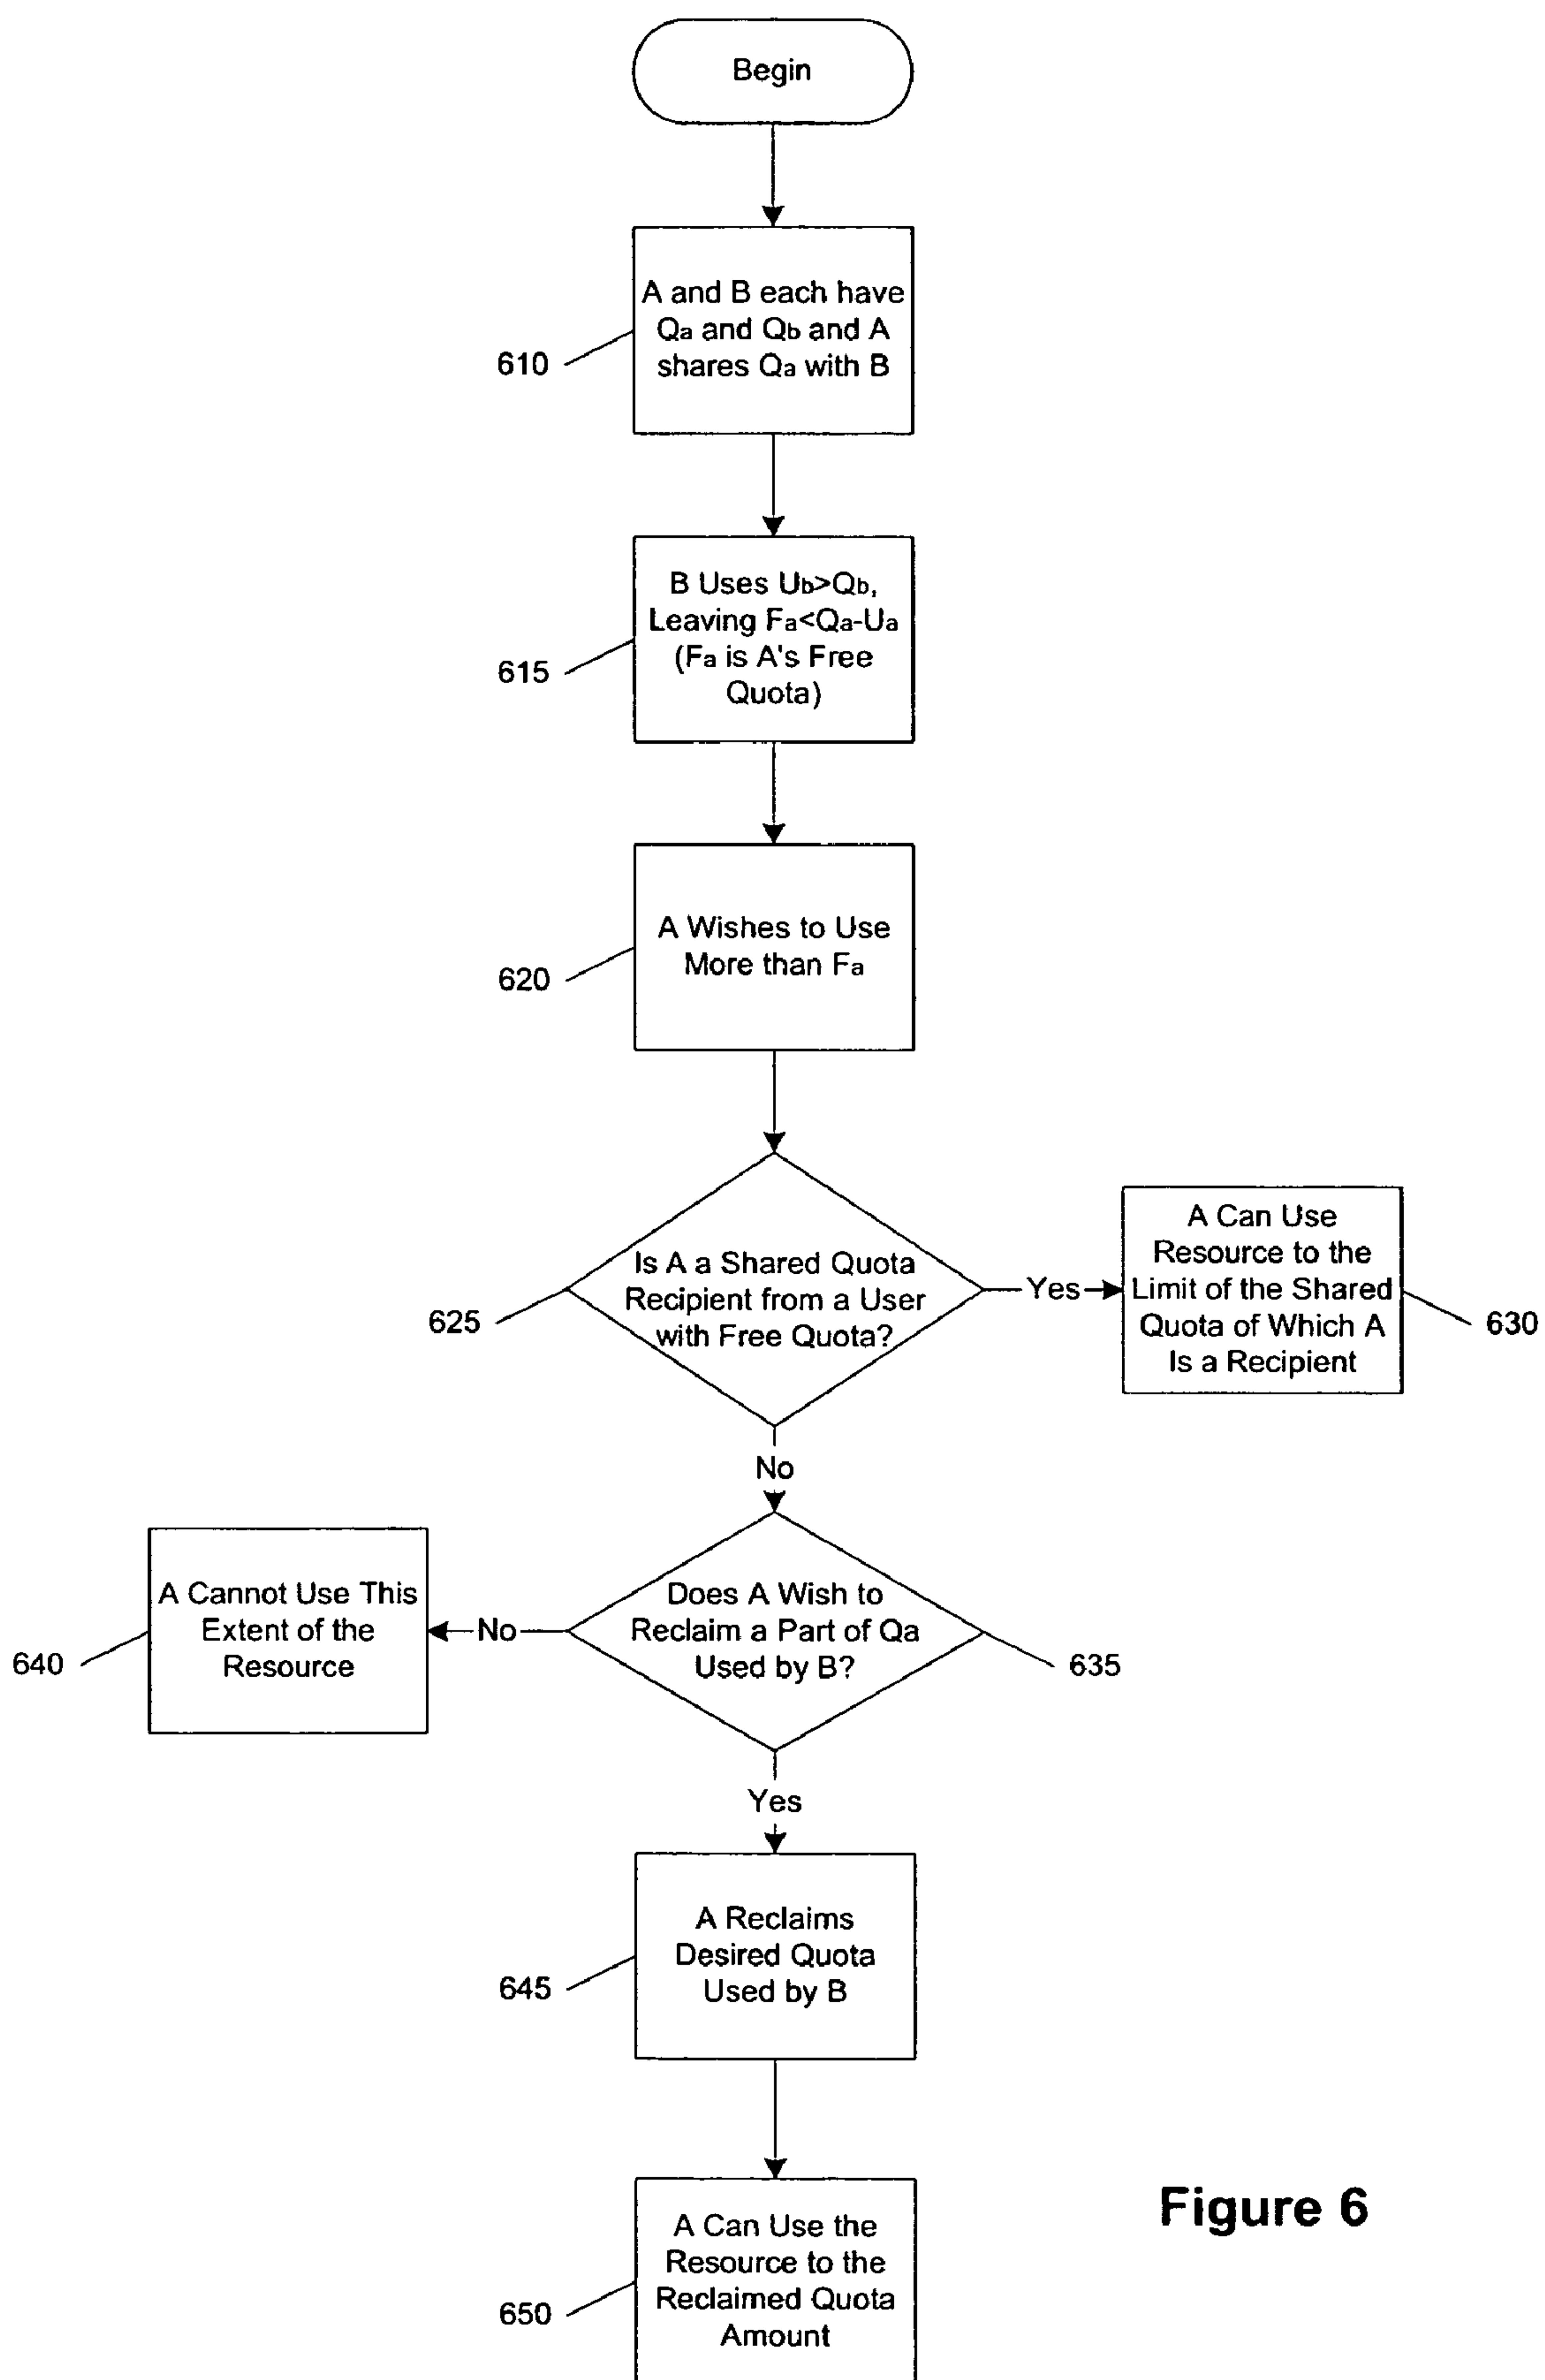 Begin
A and B each have
Qa and Qb and A
shares Qa with B
610
B Uses Ub>Qb,
Leaving Fa<Qa-Ua
(Fa is A's Free
Quota)
615
A Wishes to Use
More than Fa
620
Is A a Shared Quota
Recipient from a User
with Free Quota?
625
Yes
A Can Use
Resource to the
Limit of the Shared
Quota of Which A
Is a Recipient
630
No
Does A Wish to
Reclaim a Part of Qa
Used by B?
635
No
A Cannot Use This
Extent of the
Resource
640
Yes
A Reclaims
Desired Quota
Used by B
645
A Can Use the
Resource to the
Reclaimed Quota
Amount
650
Figure 6